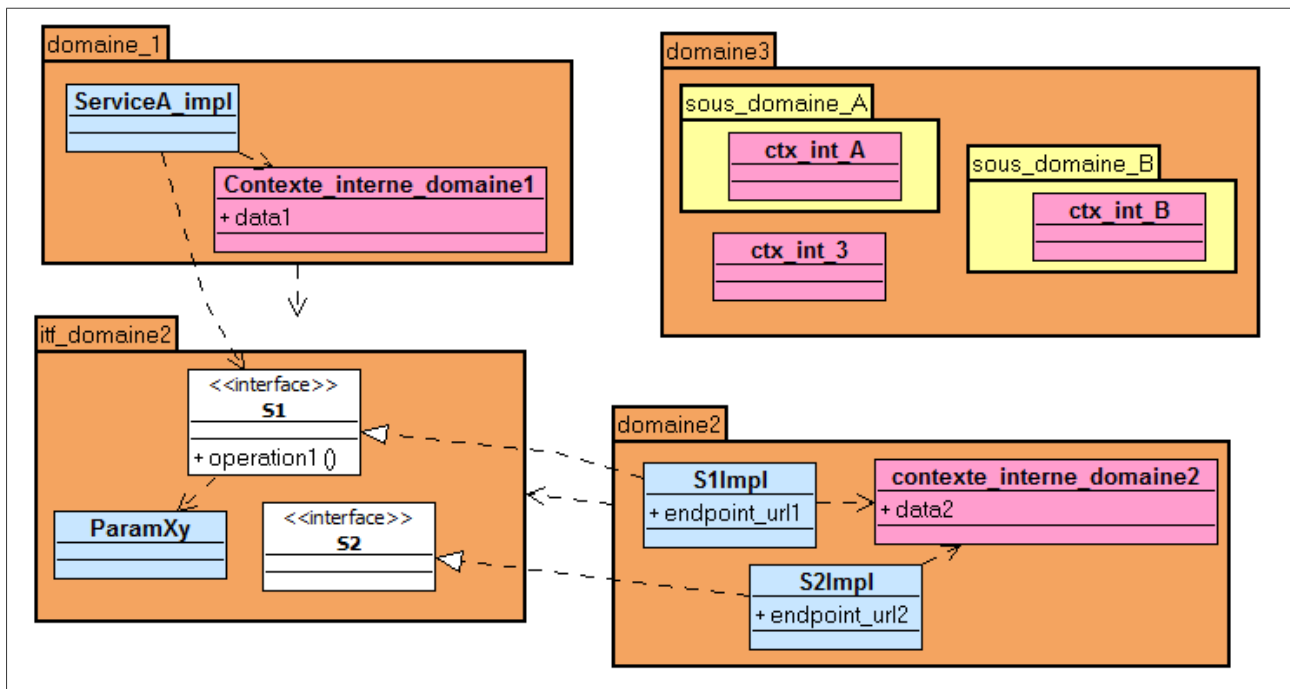 domaine_1
ServiceA_impl
Contexte_interne_domaine1
+ data1
domaine3
sous_domaine_A
ctx_int_A
sous_domaine_B
ctx_int_B
ctx_int_3
itf_domaine2
<<interface>>
S1
+ operation1 ()
ParamXy
<<interface>>
S2
domaine2
S1Impl
+ endpoint_url1
contexte_interne_domaine2
+ data2
S2Impl
+ endpoint_url2